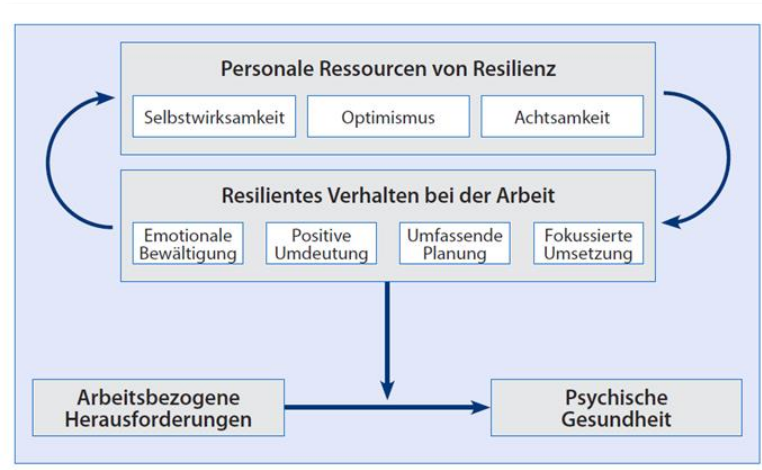 Personale Ressourcen von Resilienz
Selbstwirksamkeit
Optimismus
Achtsamkeit
Resilientes Verhalten bei der Arbeit
Emotionale
Bewältigung
Positive
Umdeutung
Umfassende
Planung
Fokussierte
Umsetzung
Arbeitsbezogene
Herausforderungen
Psychische
Gesundheit